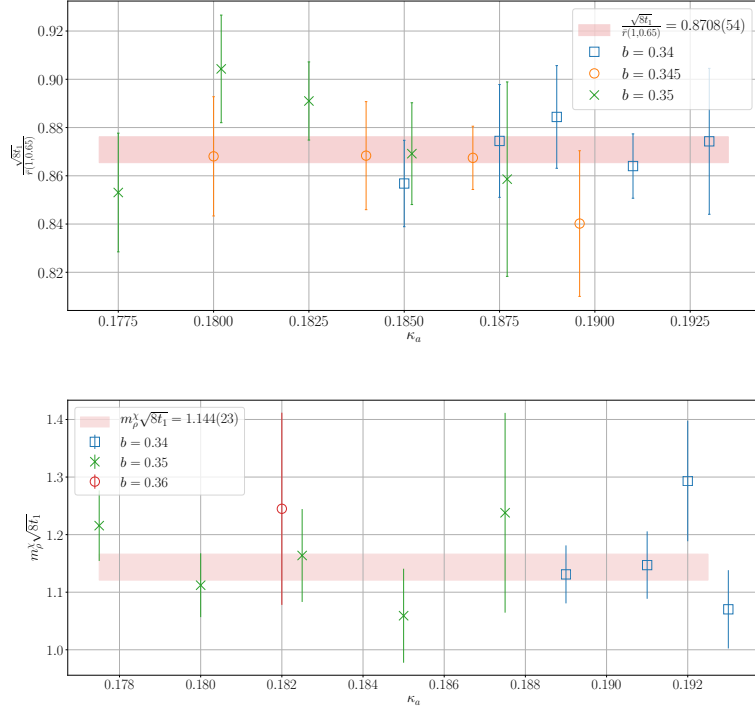 0.92
0.90
0.88
0.86
0.84
0.82
√8t₁ / r̄(1,0.65)
√8t₁ / r̄(1,0.65) = 0.8708(54)
b = 0.34
b = 0.345
b = 0.35
0.1775 0.1800 0.1825 0.1850 0.1875 0.1900 0.1925
κₐ
1.4
1.3
1.2
1.1
1.0
m_ρ^χ √8t₁
m_ρ^χ √8t₁ = 1.144(23)
b = 0.34
b = 0.35
b = 0.36
0.178 0.180 0.182 0.184 0.186 0.188 0.190 0.192
κₐ